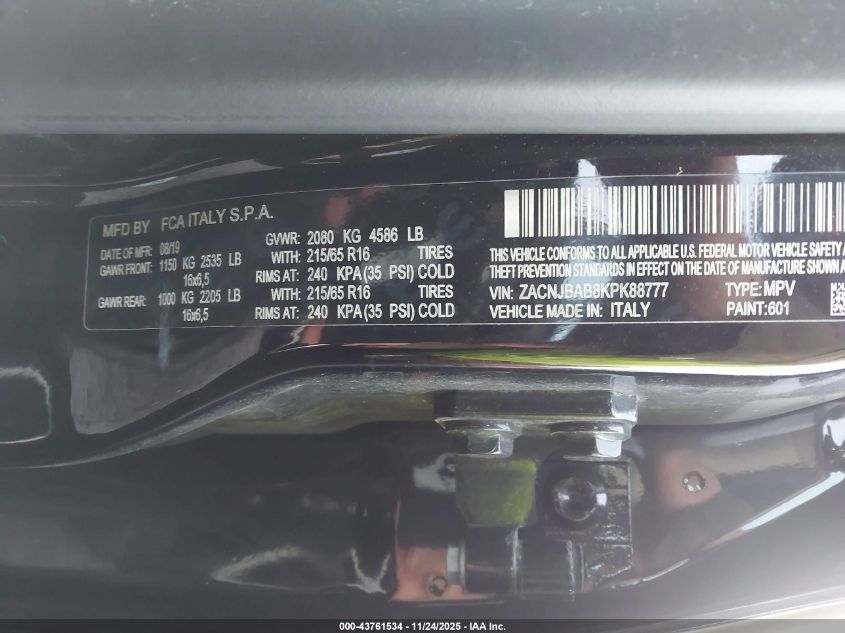 MFD BY FCA ITALY S.P.A.
DATE OF MFR: 08/19 GVWR: 2080 KG 4586 LB
GAWR FRONT: 1150 KG 2535 LB WITH: 215/65 R16 TIRES
16x6,5 RIMS AT: 240 KPA (35 PSI) COLD
GAWR REAR: 1000 KG 2205 LB WITH: 215/65 R16 TIRES
16x6,5 RIMS AT: 240 KPA (35 PSI) COLD
THIS VEHICLE CONFORMS TO ALL APPLICABLE U.S. FEDERAL MOTOR VEHICLE SAFETY
THEFT PREVENTION STANDARDS IN EFFECT ON THE DATE OF MANUFACTURE SHOWN
VIN: ZACNJBAB8KPK88777 TYPE: MPV
VEHICLE MADE IN: ITALY PAINT: 601
000-43761534 - 11/24/2025 - IAA Inc.